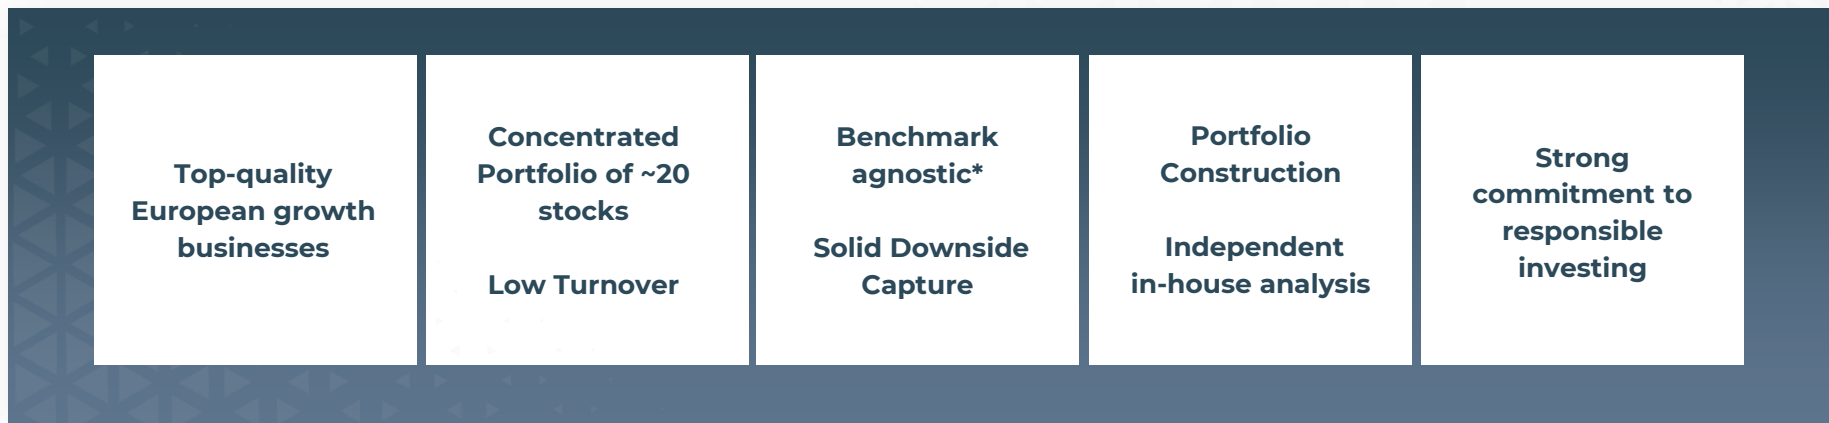 Top-quality
European growth
businesses
Concentrated
Portfolio of ~20
stocks
Low Turnover
Benchmark
agnostic*
Solid Downside
Capture
Portfolio
Construction
Independent
in-house analysis
Strong
commitment to
responsible
investing